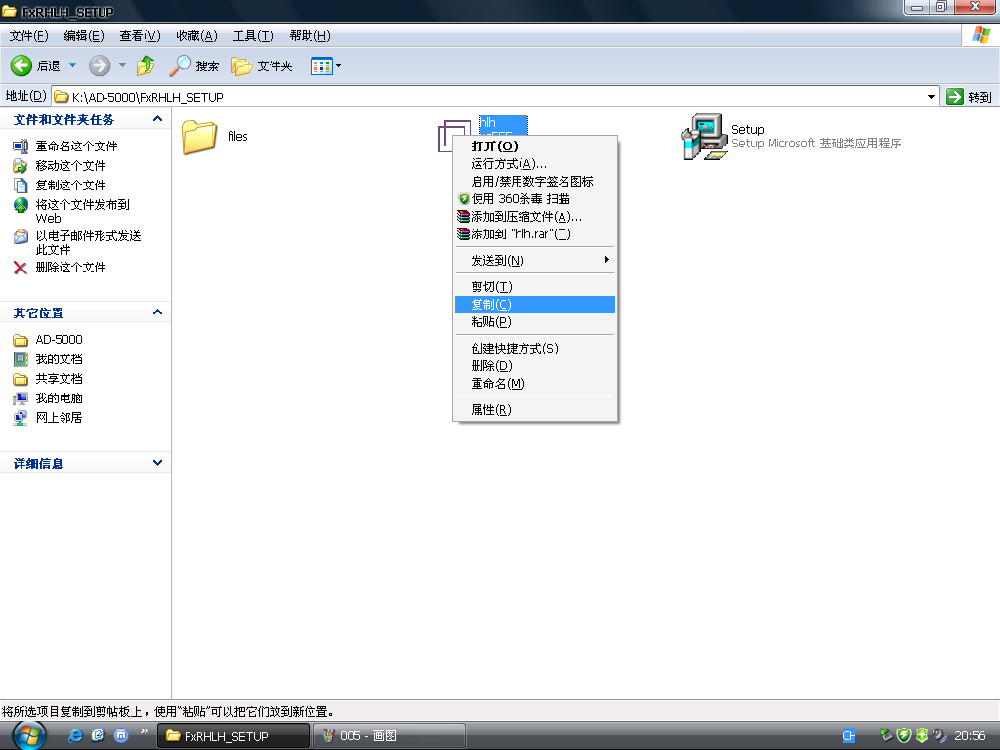 FxRHLH_SETUP
文件(F) 编辑(E) 查看(V) 收藏(A) 工具(T) 帮助(H)
后退 搜索 文件夹
地址(D) K:\AD-5000\FxRHLH_SETUP 转到
文件和文件夹任务
重命名这个文件
移动这个文件
复制这个文件
将这个文件发布到
Web
以电子邮件形式发送
此文件
删除这个文件
其它位置
AD-5000
我的文档
共享文档
我的电脑
网上邻居
详细信息
files
hlh
Setup
Setup Microsoft 基础类应用程序
打开(O)
运行方式(A)...
启用/禁用数字签名图标
使用 360杀毒 扫描
添加到压缩文件(A)...
添加到 "hlh.rar"(T)
发送到(N)
剪切(T)
复制(C)
粘贴(P)
创建快捷方式(S)
删除(D)
重命名(M)
属性(R)
将所选项目复制到剪帖板上，使用“粘贴”可以把它们放到新位置。
FxRHLH_SETUP
005 - 画图
CH
20:56